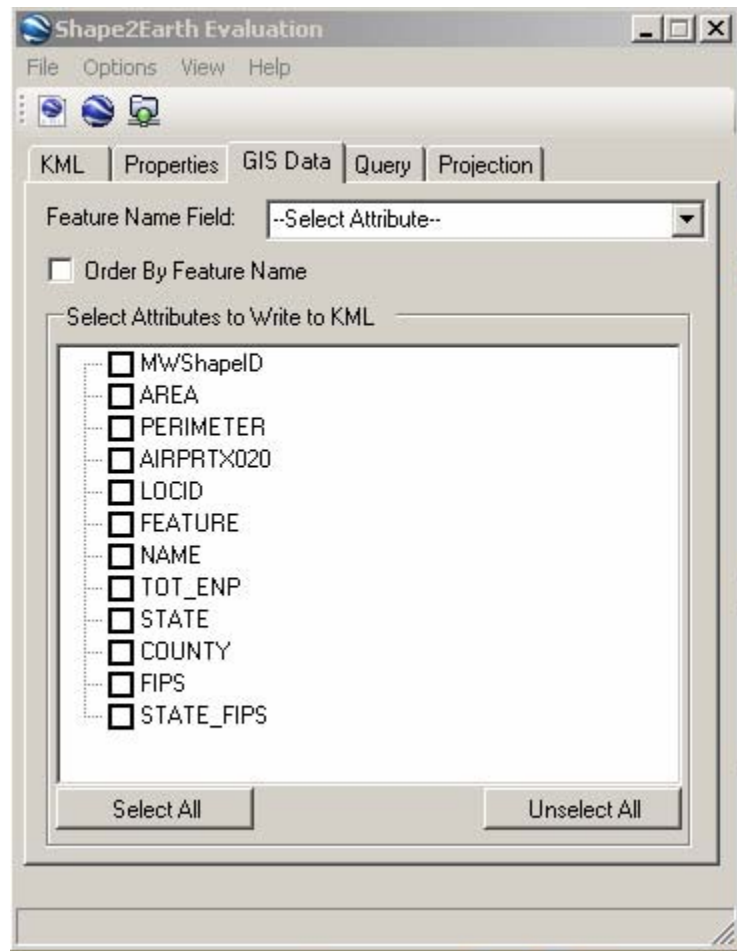 Shape2Earth Evaluation
File Options View Help
KML Properties GIS Data Query Projection
Feature Name Field: --Select Attribute--
Order By Feature Name
Select Attributes to Write to KML
MWShapeID
AREA
PERIMETER
AIRPRTX020
LOCID
FEATURE
NAME
TOT_ENP
STATE
COUNTY
FIPS
STATE_FIPS
Select All Unselect All